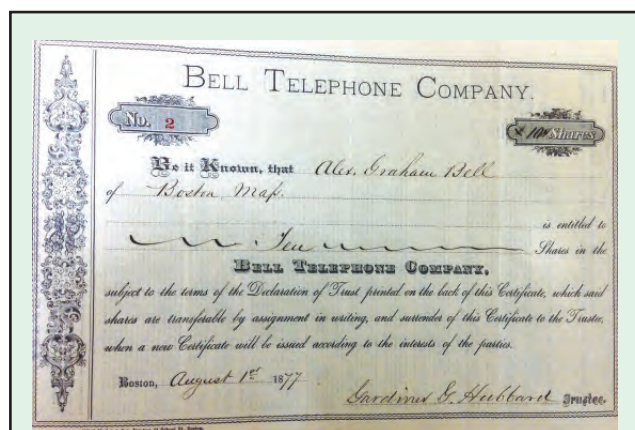 BELL TELEPHONE COMPANY.
No. 2
10 Shares
Be it Known, that Alex. Graham Bell
of Boston Mass.
is entitled to
Ten Shares in the
BELL TELEPHONE COMPANY,
subject to the terms of the Declaration of Trust printed on the back of this Certificate, which said
shares are transferable by assignment in writing, and surrender of this Certificate to the Trustee,
when a new Certificate will be issued according to the interests of the parties.
Boston, August 1st 1877
Gardiner G. Hubbard Trustee.